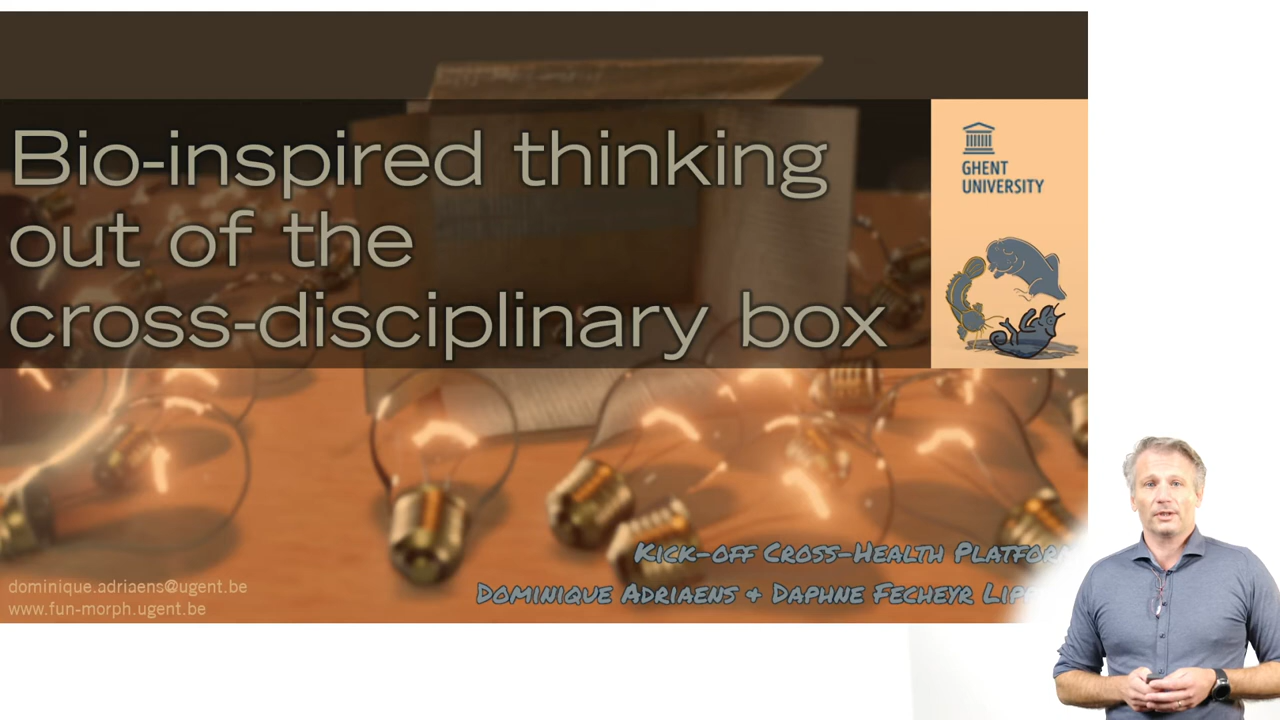 Bio-inspired thinking
out of the
cross-disciplinary box
GHENT
UNIVERSITY
Kick-off Cross-Health
Dominique Adriaens & Daphne Fecheyr
dominique.adriaens@ugent.be
www.fun-morph.ugent.be